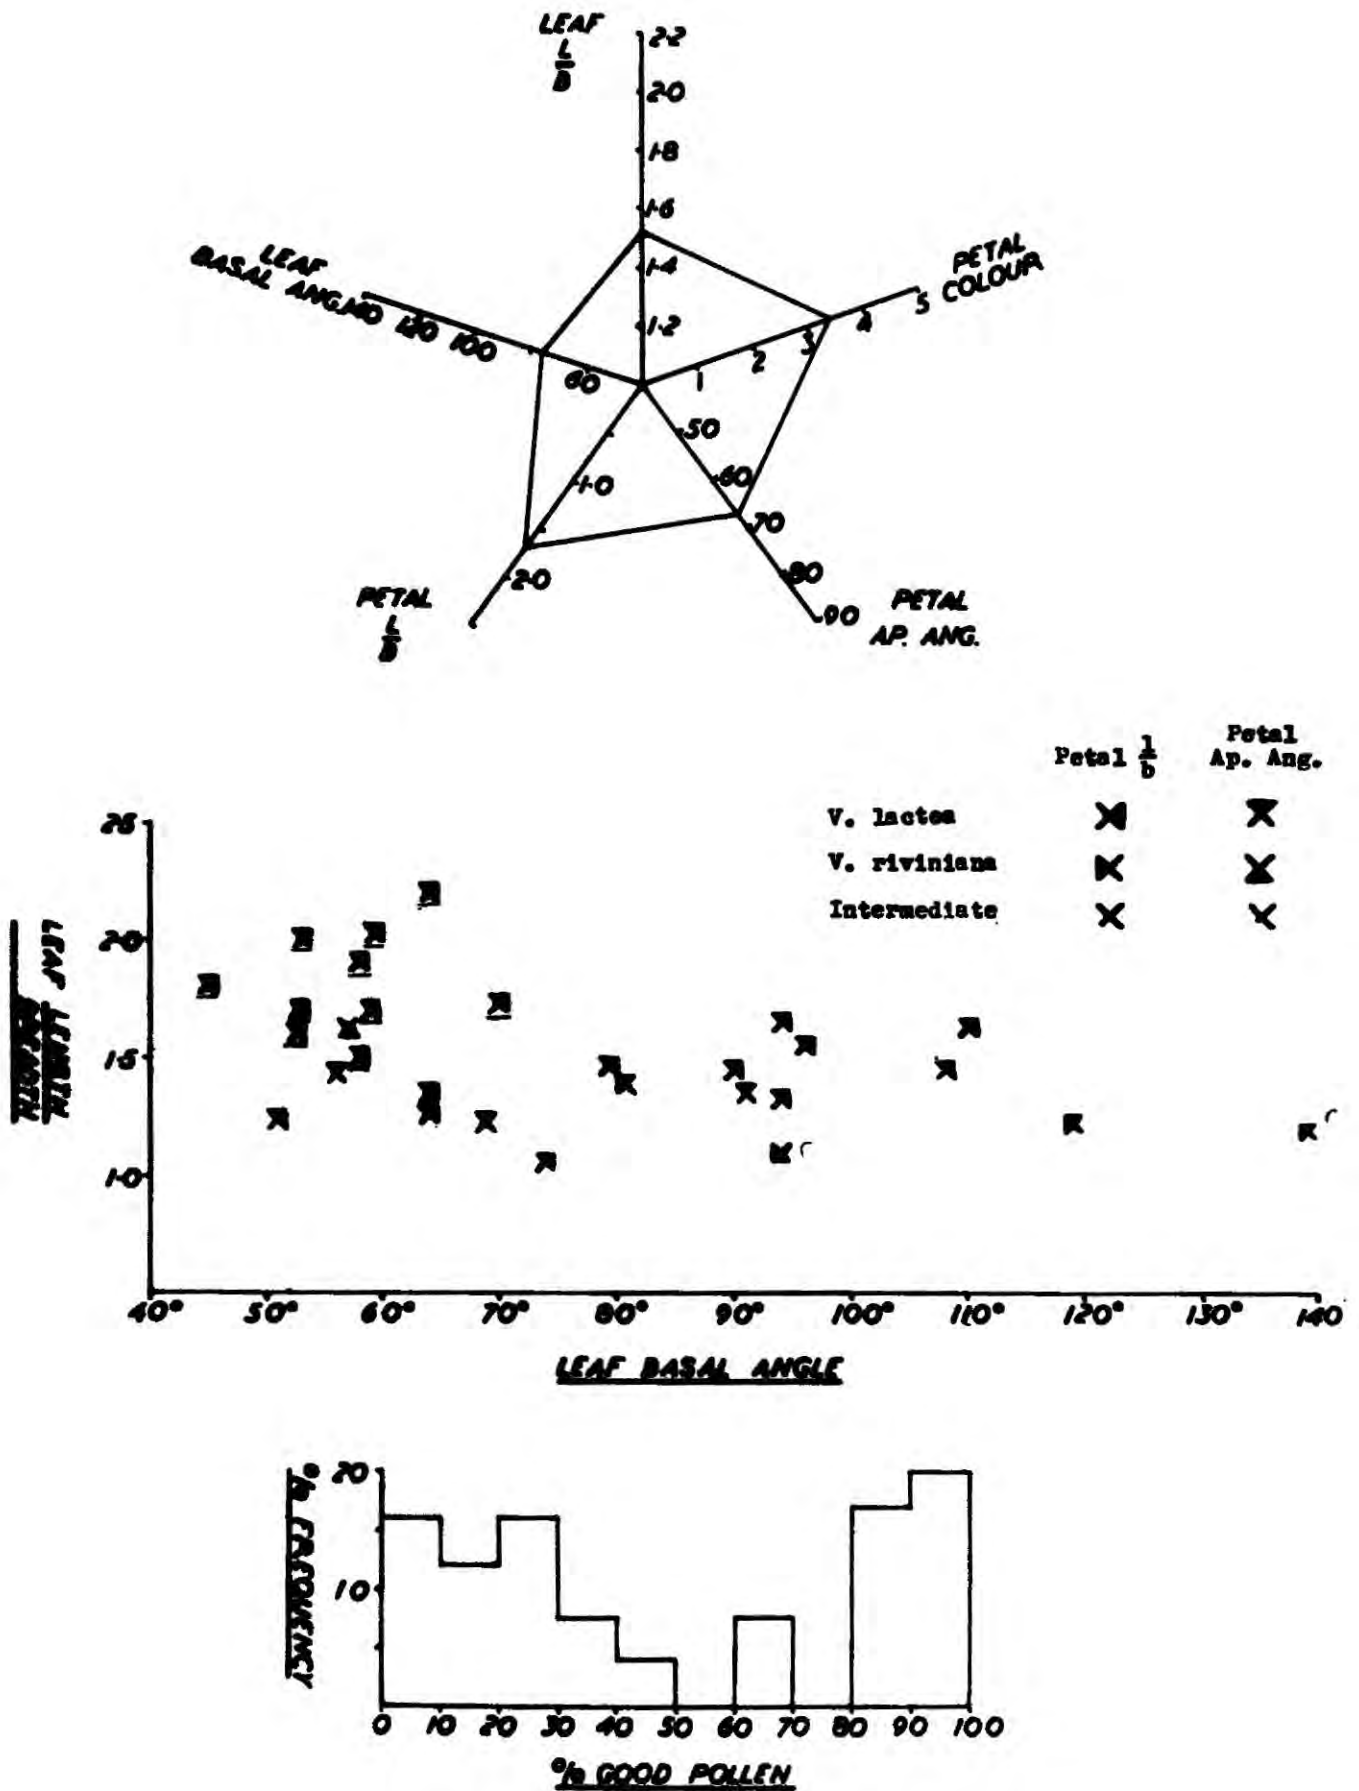 LEAF
L
B
2·2
2·0
1·8
1·6
1·4
1·2
PETAL
COLOUR
1 2 3 4 5
LEAF
BASAL ANG.
140 120 100 60
50
60
70
80
90
PETAL
AP. ANG.
1·0
2·0
PETAL
L
B
Petal l/b
Petal
Ap. Ang.
V. lactea
V. riviniana
Intermediate
LEAF LENGTH
BREADTH
2·5
2·0
1·5
1·0
40° 50° 60° 70° 80° 90° 100° 110° 120° 130° 140
LEAF BASAL ANGLE
% FREQUENCY
20
10
0 10 20 30 40 50 60 70 80 90 100
% GOOD POLLEN